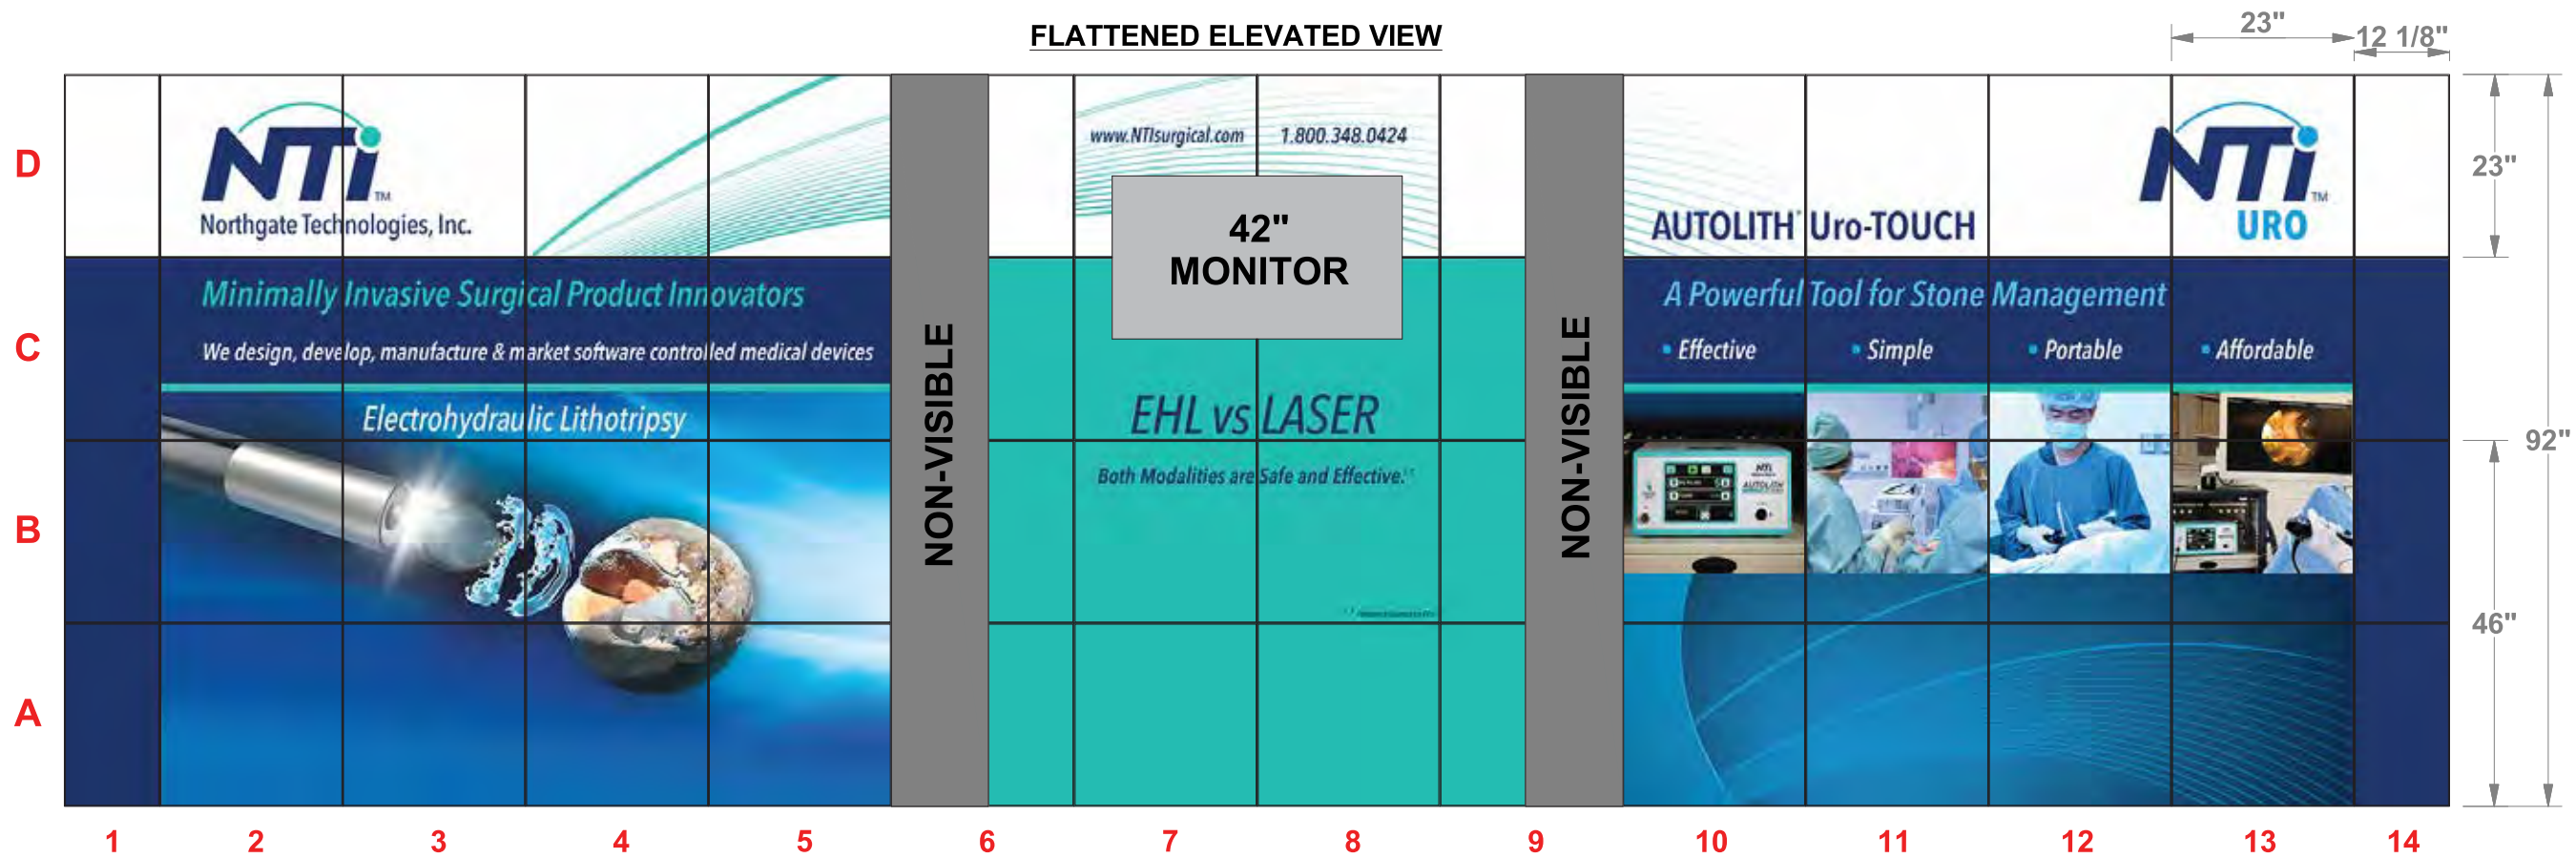 FLATTENED ELEVATED VIEW
23"
12 1/8"
D
NTi™
Northgate Technologies, Inc.
www.NTIsurgical.com
1.800.348.0424
42"
MONITOR
AUTOLITH® Uro-TOUCH
NTi™
URO
23"
C
Minimally Invasive Surgical Product Innovators
We design, develop, manufacture & market software controlled medical devices
Electrohydraulic Lithotripsy
NON-VISIBLE
EHL vs LASER
Both Modalities are Safe and Effective.
NON-VISIBLE
A Powerful Tool for Stone Management
• Effective
• Simple
• Portable
• Affordable
NTi
AUTOLITH
92"
B
46"
A
1 2 3 4 5 6 7 8 9 10 11 12 13 14